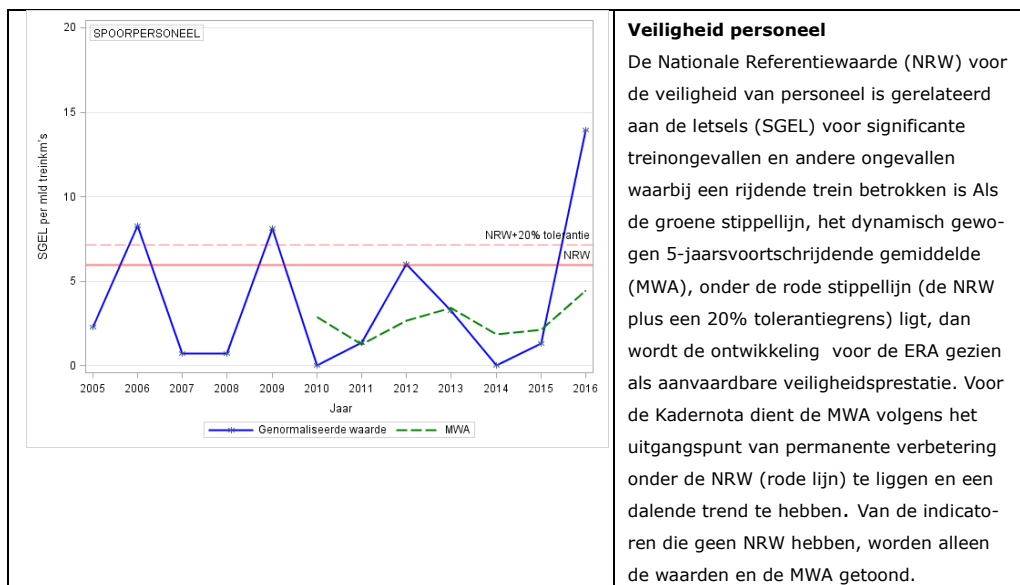 20
15
10
5
0
SPOORPERSONEEL
SGEL per mld treinkm's
NRW+20% tolerantie
NRW
2005 2006 2007 2008 2009 2010 2011 2012 2013 2014 2015 2016
Jaar
Genormaliseerde waarde MWA
Veiligheid personeel
De Nationale Referentiewaarde (NRW) voor
de veiligheid van personeel is gerelateerd
aan de letsels (SGEL) voor significante
treinongevallen en andere ongevallen
waarbij een rijdende trein betrokken is Als
de groene stippellijn, het dynamisch gewo-
gen 5-jaarsvoortschrijdende gemiddelde
(MWA), onder de rode stippellijn (de NRW
plus een 20% tolerantiegrens) ligt, dan
wordt de ontwikkeling  voor de ERA gezien
als aanvaardbare veiligheidsprestatie. Voor
de Kadernota dient de MWA volgens het
uitgangspunt van permanente verbetering
onder de NRW (rode lijn) te liggen en een
dalende trend te hebben. Van de indicato-
ren die geen NRW hebben, worden alleen
de waarden en de MWA getoond.